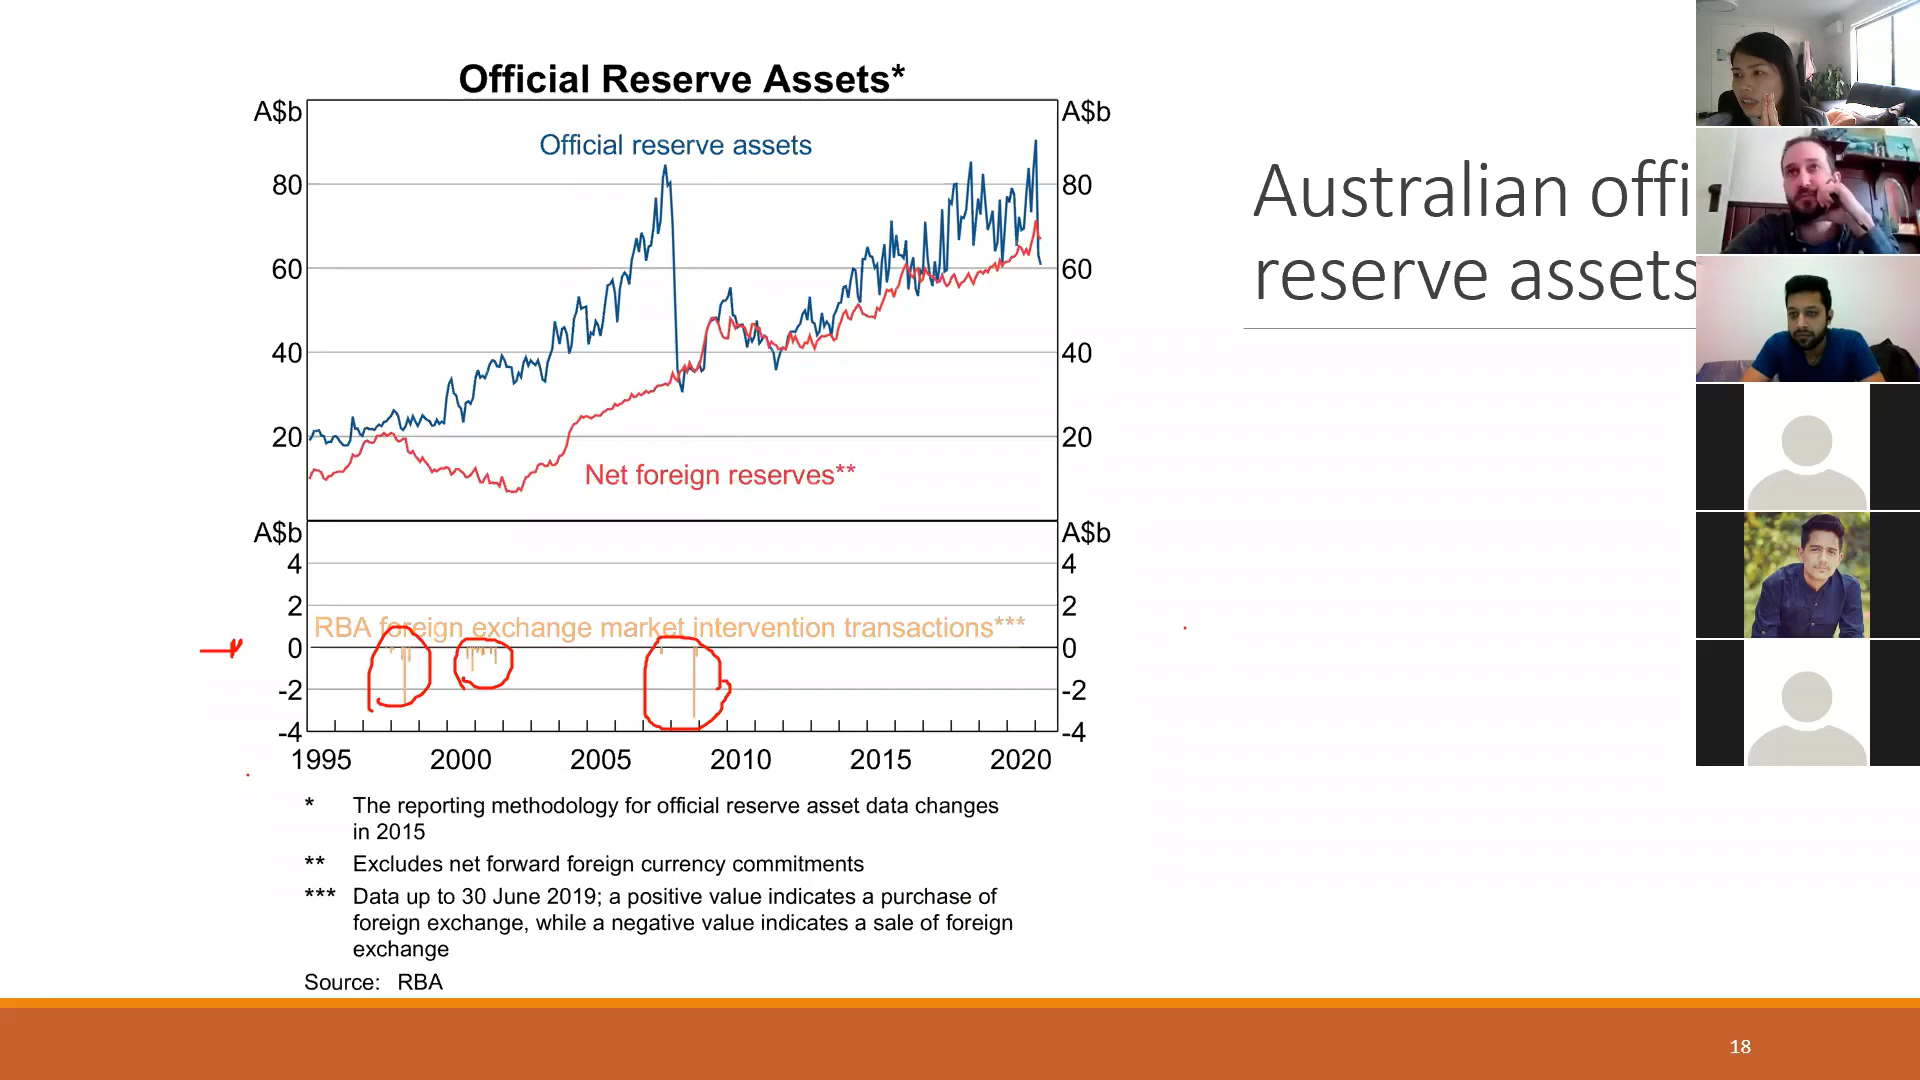 Official Reserve Assets*
A$b
A$b
Official reserve assets
80
80
60
60
40
40
20
20
Net foreign reserves**
A$b
A$b
4
4
2
2
RBA foreign exchange market intervention transactions***
0
0
-2
-2
-4
-4
1995 2000 2005 2010 2015 2020
* The reporting methodology for official reserve asset data changes
in 2015
** Excludes net forward foreign currency commitments
*** Data up to 30 June 2019; a positive value indicates a purchase of
foreign exchange, while a negative value indicates a sale of foreign
exchange
Source: RBA
Australian offi
reserve assets
18